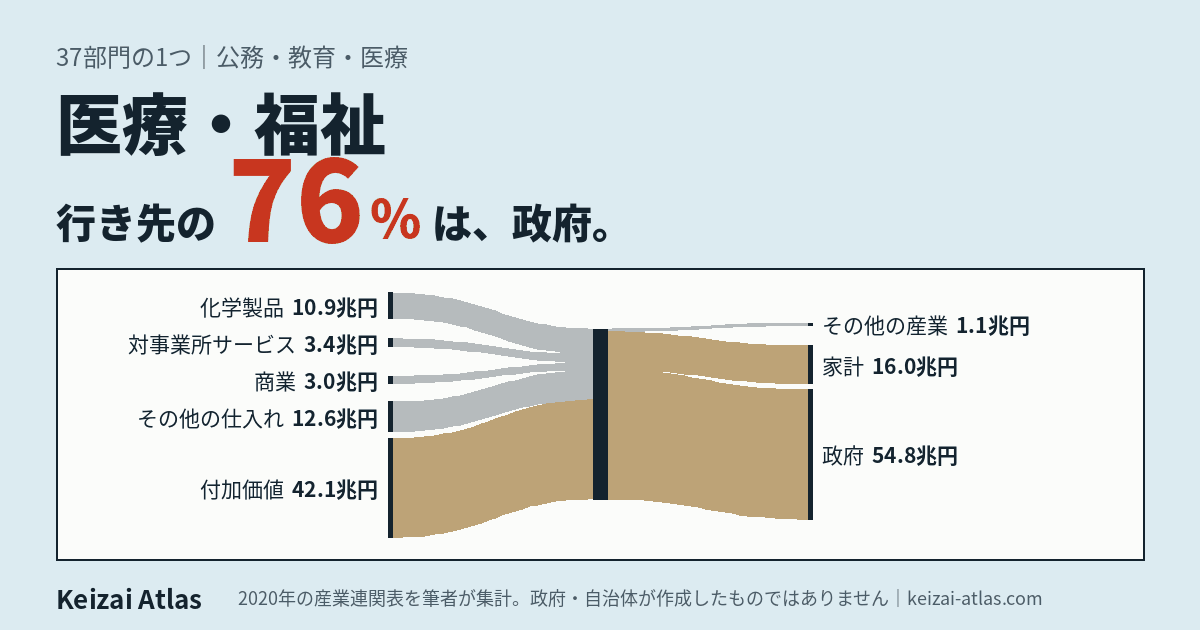 37部門の1つ｜公務・教育・医療
医療・福祉
行き先の 76% は、政府。
化学製品 10.9兆円
対事業所サービス 3.4兆円
商業 3.0兆円
その他の仕入れ 12.6兆円
付加価値 42.1兆円
その他の産業 1.1兆円
家計 16.0兆円
政府 54.8兆円
Keizai Atlas
2020年の産業連関表を筆者が集計。政府・自治体が作成したものではありません｜keizai-atlas.com